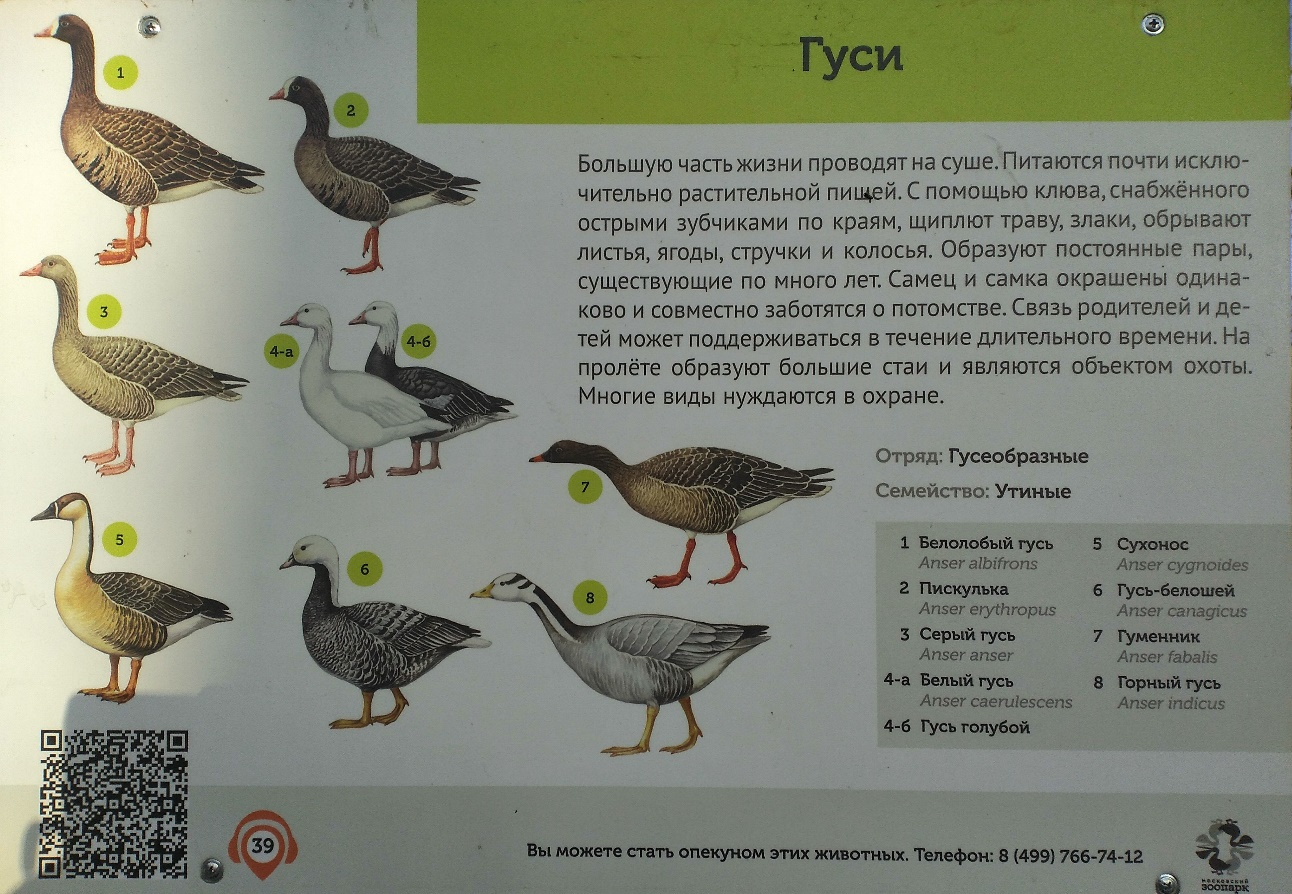 Гуси
1
2
3
4-а
4-б
5
6
7
8
Большую часть жизни проводят на суше. Питаются почти исклю-
чительно растительной пищей. С помощью клюва, снабжённого
острыми зубчиками по краям, щиплют траву, злаки, обрывают
листья, ягоды, стручки и колосья. Образуют постоянные пары,
существующие по много лет. Самец и самка окрашены одина-
ково и совместно заботятся о потомстве. Связь родителей и де-
тей может поддерживаться в течение длительного времени. На
пролёте образуют большие стаи и являются объектом охоты.
Многие виды нуждаются в охране.
Отряд: Гусеобразные
Семейство: Утиные
1 Белолобый гусь
Anser albifrons
2 Пискулька
Anser erythropus
3 Серый гусь
Anser anser
4-а Белый гусь
Anser caerulescens
4-б Гусь голубой
5 Сухонос
Anser cygnoides
6 Гусь-белошей
Anser canagicus
7 Гуменник
Anser fabalis
8 Горный гусь
Anser indicus
39
Вы можете стать опекуном этих животных. Телефон: 8 (499) 766-74-12
московский
зоопарк